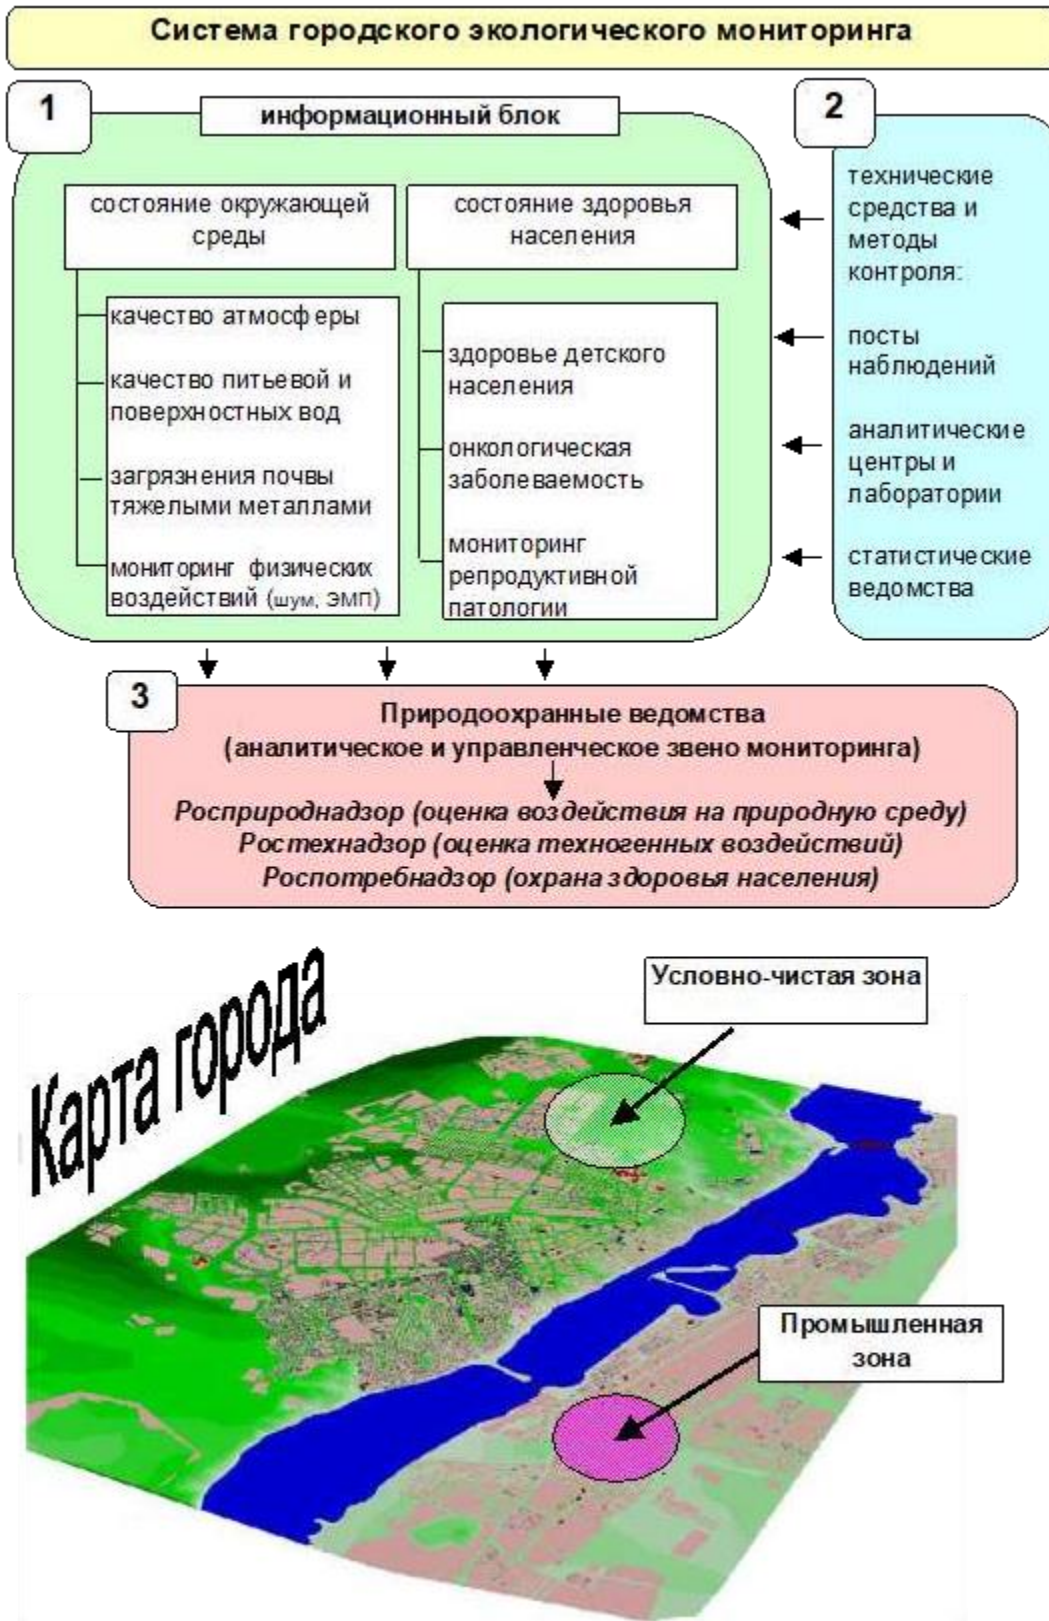 Система городского экологического мониторинга
1
информационный блок
состояние окружающей
среды
качество атмосферы
качество питьевой и
поверхностных вод
загрязнения почвы
тяжелыми металлами
мониторинг физических
воздействий (шум, ЭМП)
состояние здоровья
населения
здоровье детского
населения
онкологическая
заболеваемость
мониторинг
репродуктивной
патологии
2
технические
средства и
методы
контроля:
посты
наблюдений
аналитические
центры и
лаборатории
статистические
ведомства
3
Природоохранные ведомства
(аналитическое и управленческое звено мониторинга)
Росприроднадзор (оценка воздействия на природную среду)
Ростехнадзор (оценка техногенных воздействий)
Роспотребнадзор (охрана здоровья населения)
Карта города
Условно-чистая зона
Промышленная
зона